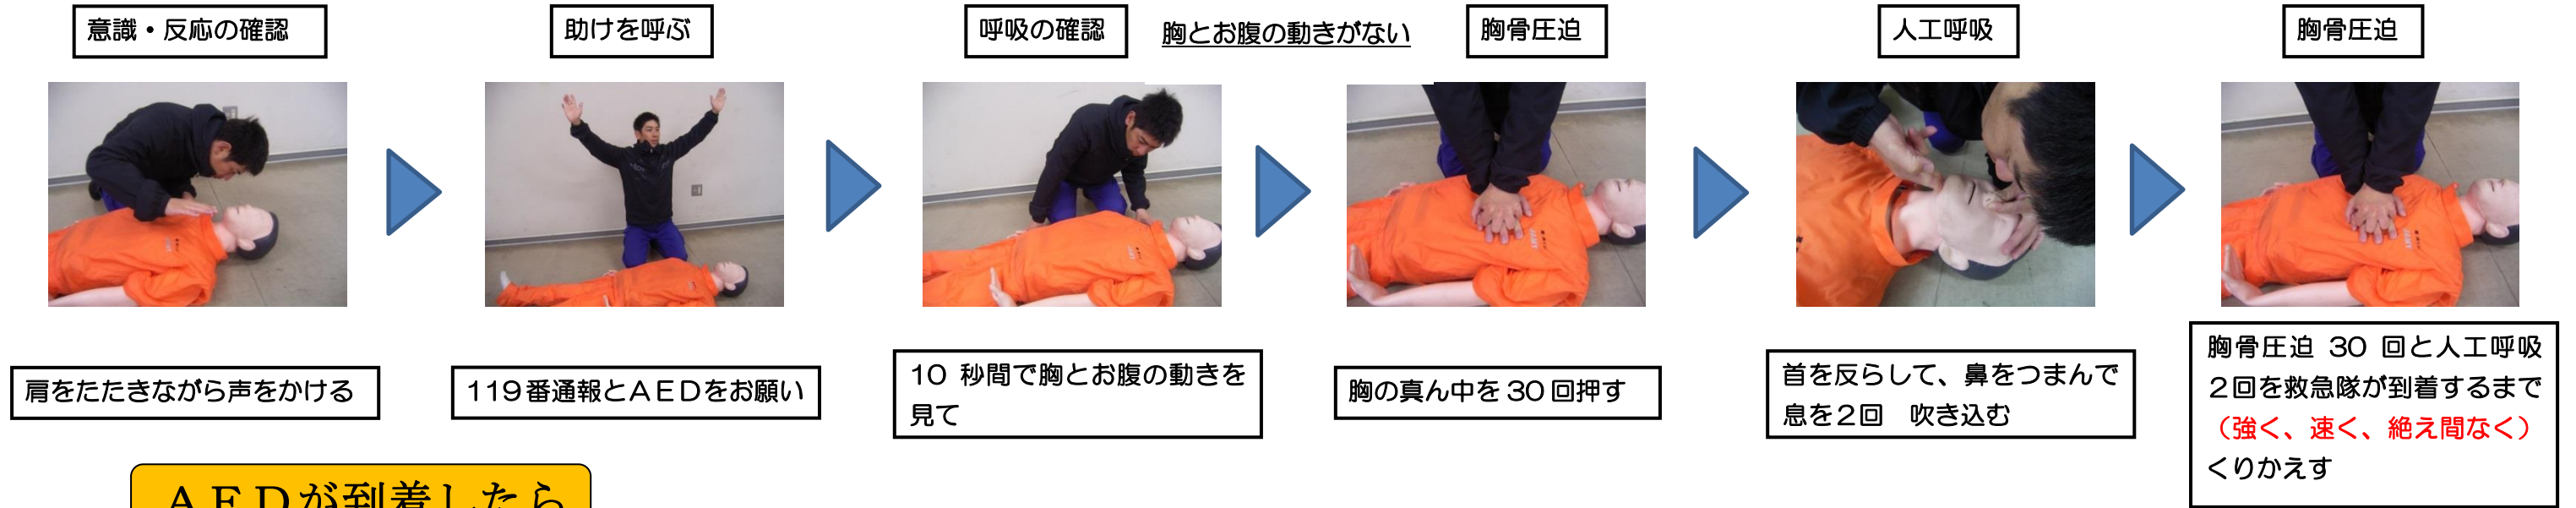 意識・反応の確認
助けを呼ぶ
呼吸の確認
胸とお腹の動きがない
胸骨圧迫
人工呼吸
胸骨圧迫
肩をたたきながら声をかける
119番通報とAEDをお願い
10 秒間で胸とお腹の動きを
見て
胸の真ん中を30回押す
首を反らして、鼻をつまんで
息を2回　吹き込む
胸骨圧迫 30 回と人工呼吸
2回を救急隊が到着するまで
（強く、速く、絶え間なく）
くりかえす
AEDが到着したら